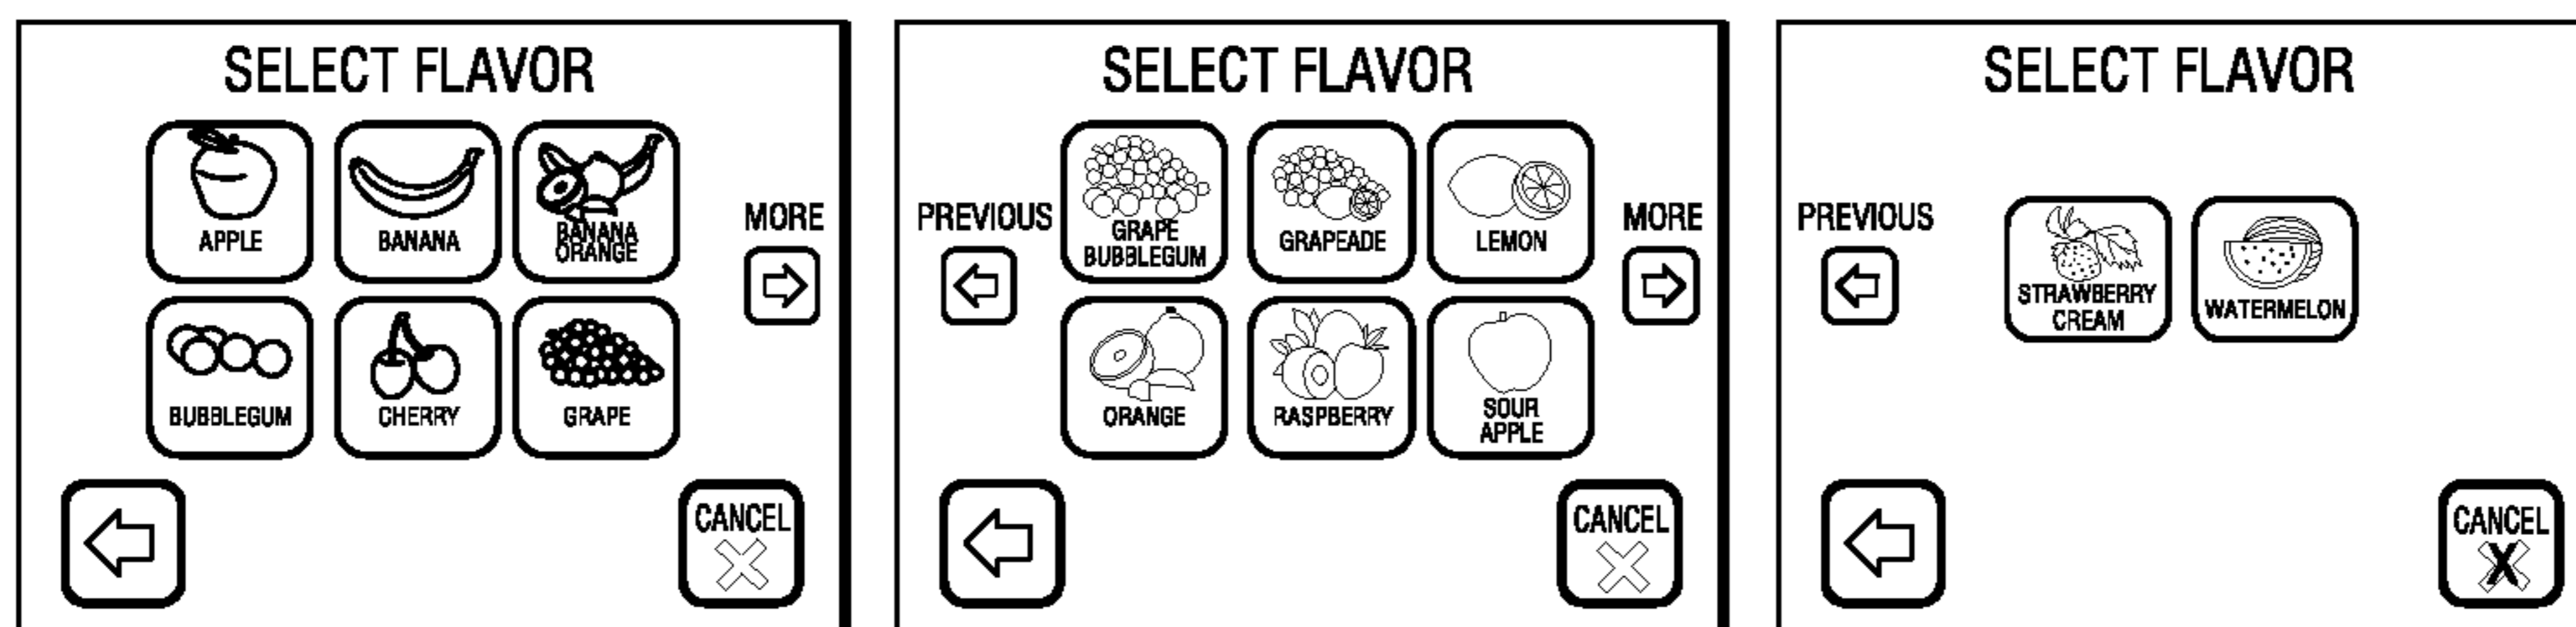 SELECT FLAVOR
APPLE
BANANA
BANANA
ORANGE
MORE
BUBBLEGUM
CHERRY
GRAPE
CANCEL
SELECT FLAVOR
PREVIOUS
GRAPE
BUBBLEGUM
GRAPEADE
LEMON
MORE
ORANGE
RASPBERRY
SOUR
APPLE
CANCEL
SELECT FLAVOR
PREVIOUS
STRAWBERRY
CREAM
WATERMELON
CANCEL
X